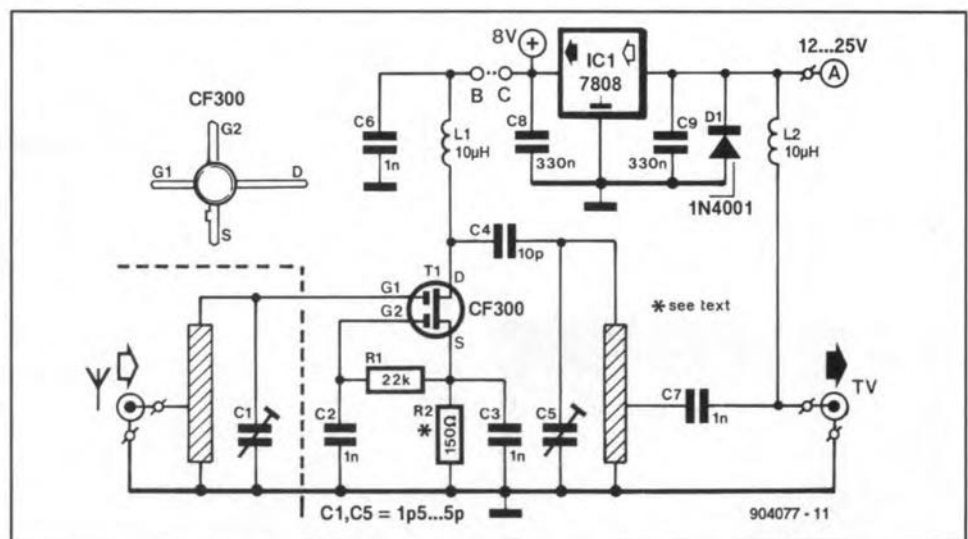 CF300
G2
G1
D
S
8V
IC1
7808
12...25V
A
B C
C6
1n
L1
10µH
C8
330n
C9
330n
D1
1N4001
L2
10µH
C4
10p
T1
D
G1
G2
S
CF300
* see text
R1
22k
C1
C2
1n
R2
*
150Ω
C3
1n
C5
C7
1n
TV
C1,C5 = 1p5...5p
904077 - 11